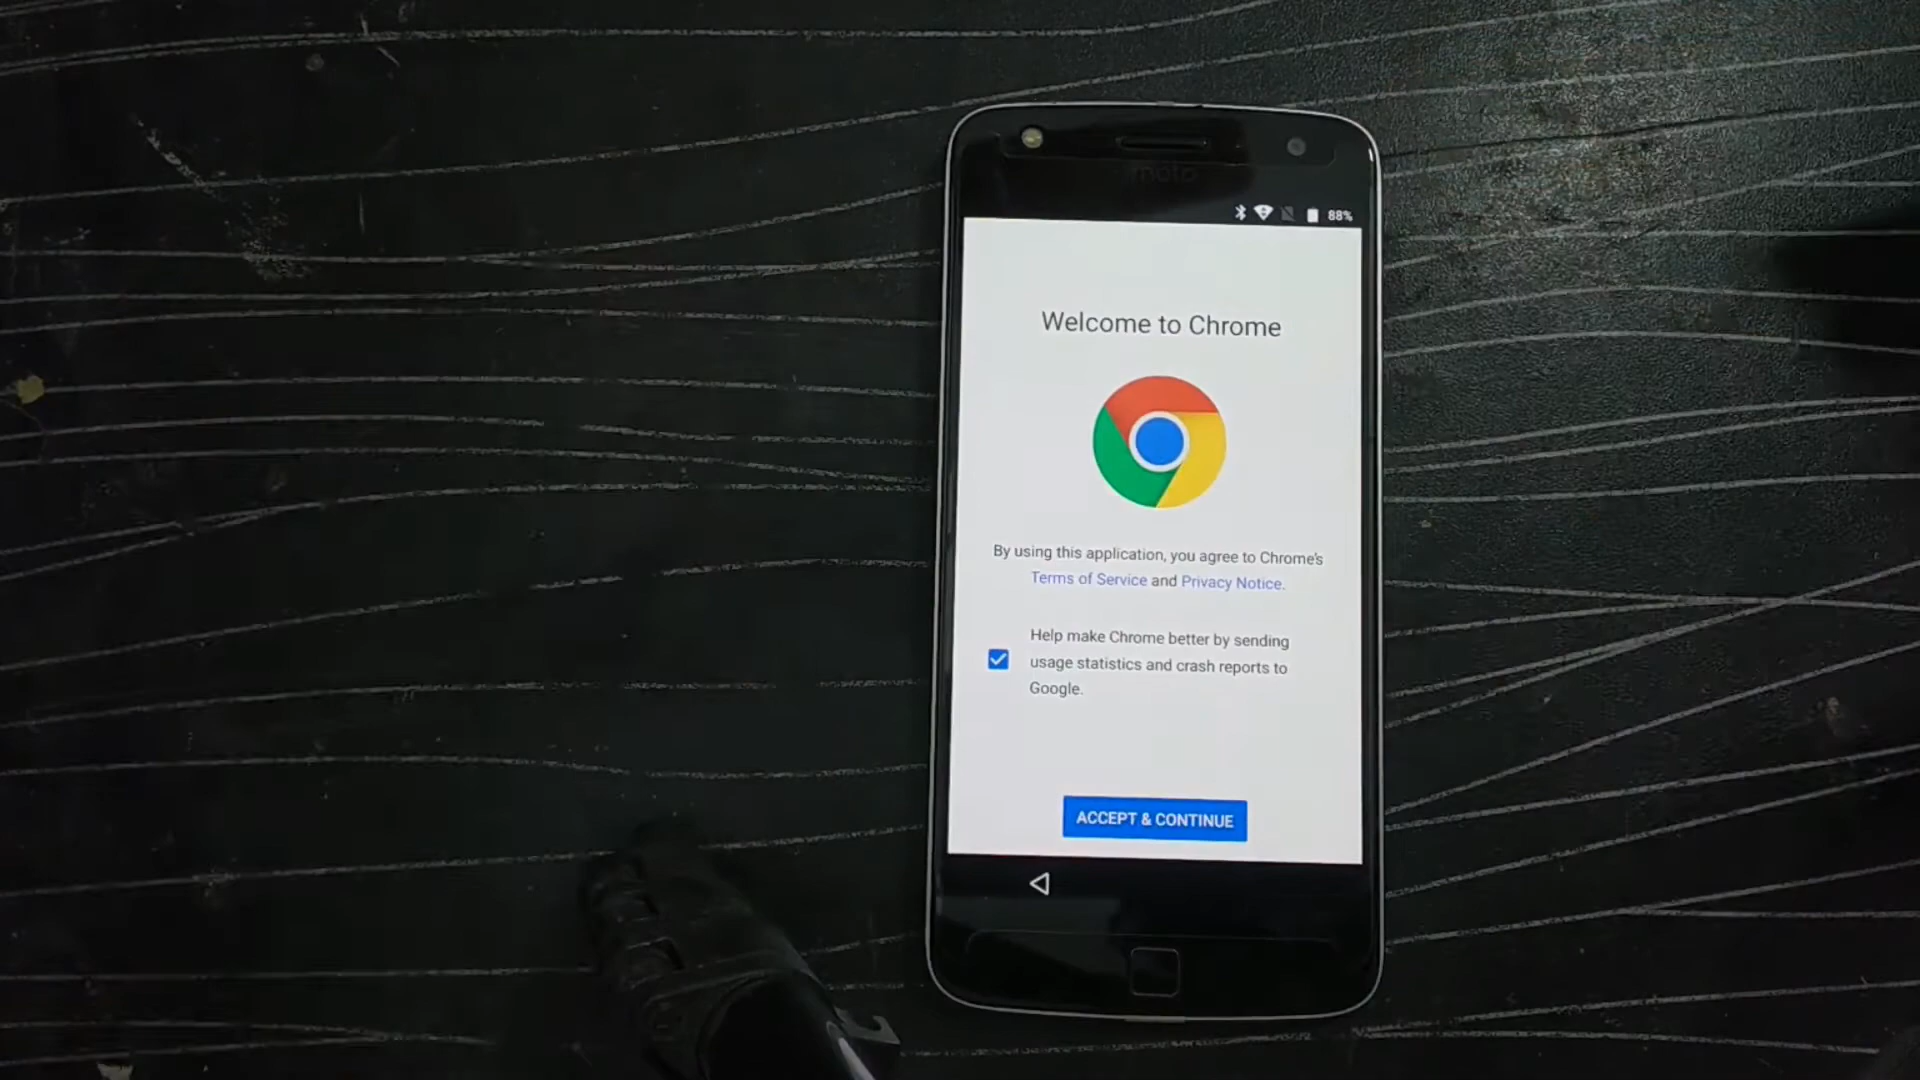 moto
88%
Welcome to Chrome
By using this application, you agree to Chrome's
Terms of Service and Privacy Notice.
Help make Chrome better by sending
usage statistics and crash reports to
Google.
ACCEPT & CONTINUE